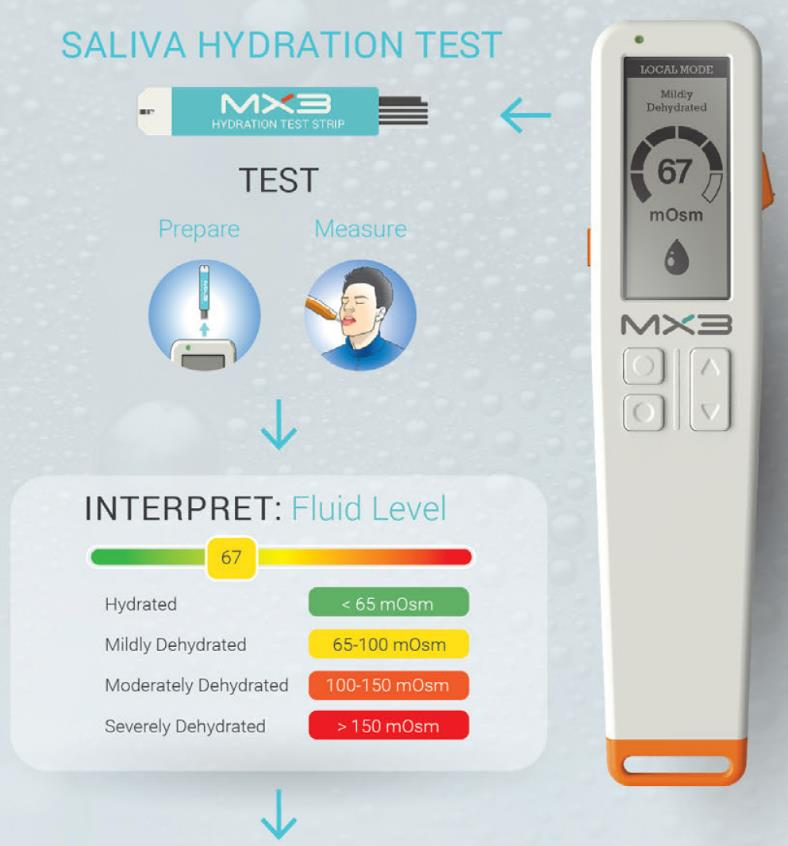 SALIVA HYDRATION TEST
MX3
HYDRATION TEST STRIP
TEST
Prepare
Measure
LOCAL MODE
Mildly
Dehydrated
67
mOsm
MX3
INTERPRET: Fluid Level
67
Hydrated < 65 mOsm
Mildly Dehydrated 65-100 mOsm
Moderately Dehydrated 100-150 mOsm
Severely Dehydrated > 150 mOsm